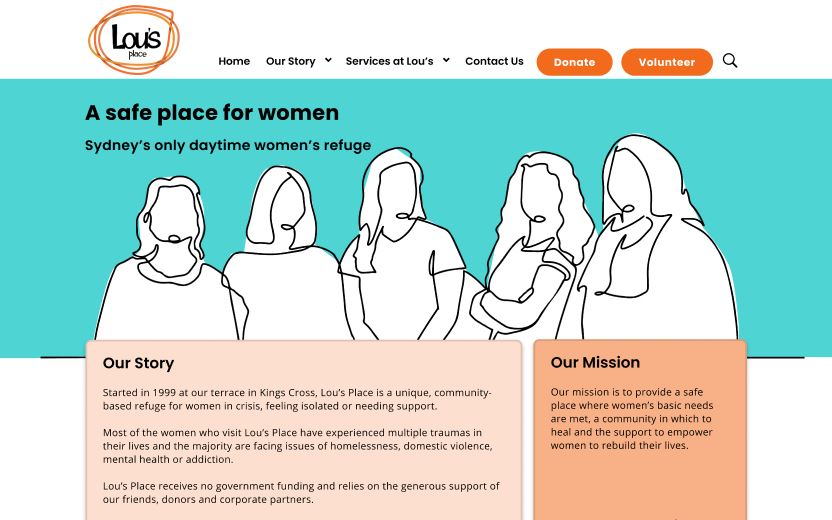 Lou's
place
Home Our Story Services at Lou's Contact Us Donate Volunteer
A safe place for women
Sydney's only daytime women's refuge
Our Story
Started in 1999 at our terrace in Kings Cross, Lou's Place is a unique, community-
based refuge for women in crisis, feeling isolated or needing support.
Most of the women who visit Lou's Place have experienced multiple traumas in
their lives and the majority are facing issues of homelessness, domestic violence,
mental health or addiction.
Lou's Place receives no government funding and relies on the generous support of
our friends, donors and corporate partners.
Our Mission
Our mission is to provide a safe
place where women's basic needs
are met, a community in which to
heal and the support to empower
women to rebuild their lives.